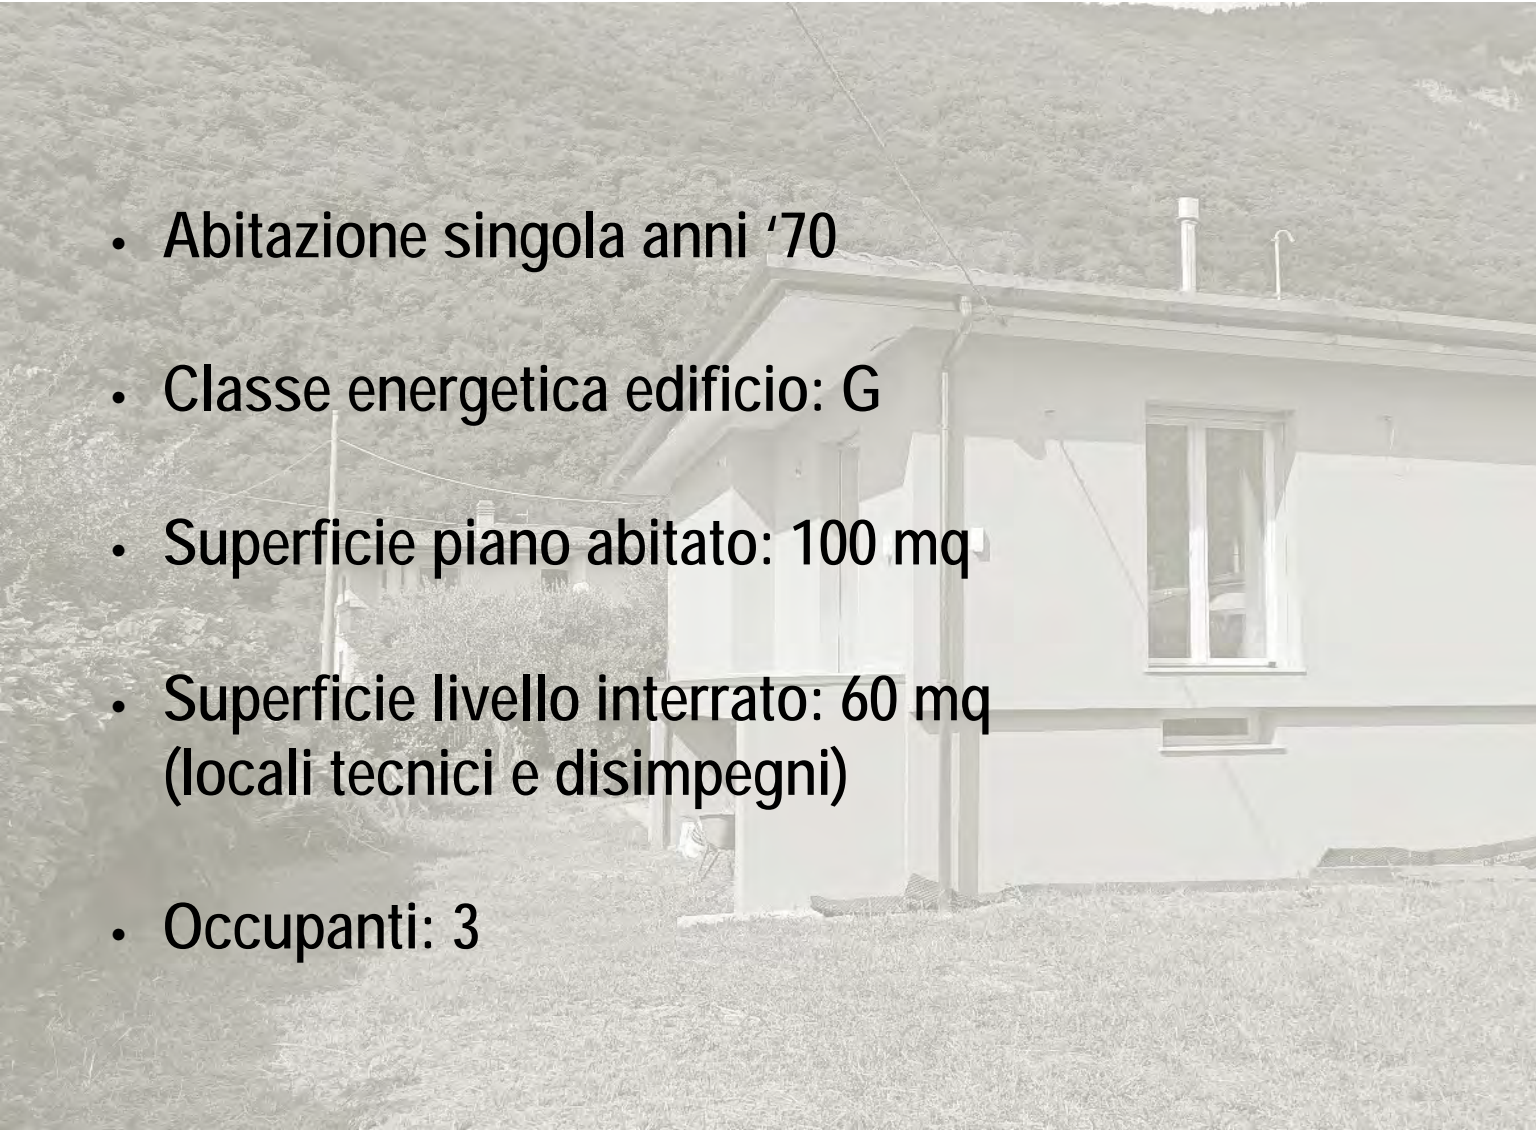 • Abitazione singola anni ‘70
• Classe energetica edificio: G
• Superficie piano abitato: 100 mq
• Superficie livello interrato: 60 mq
(locali tecnici e disimpegni)
• Occupanti: 3